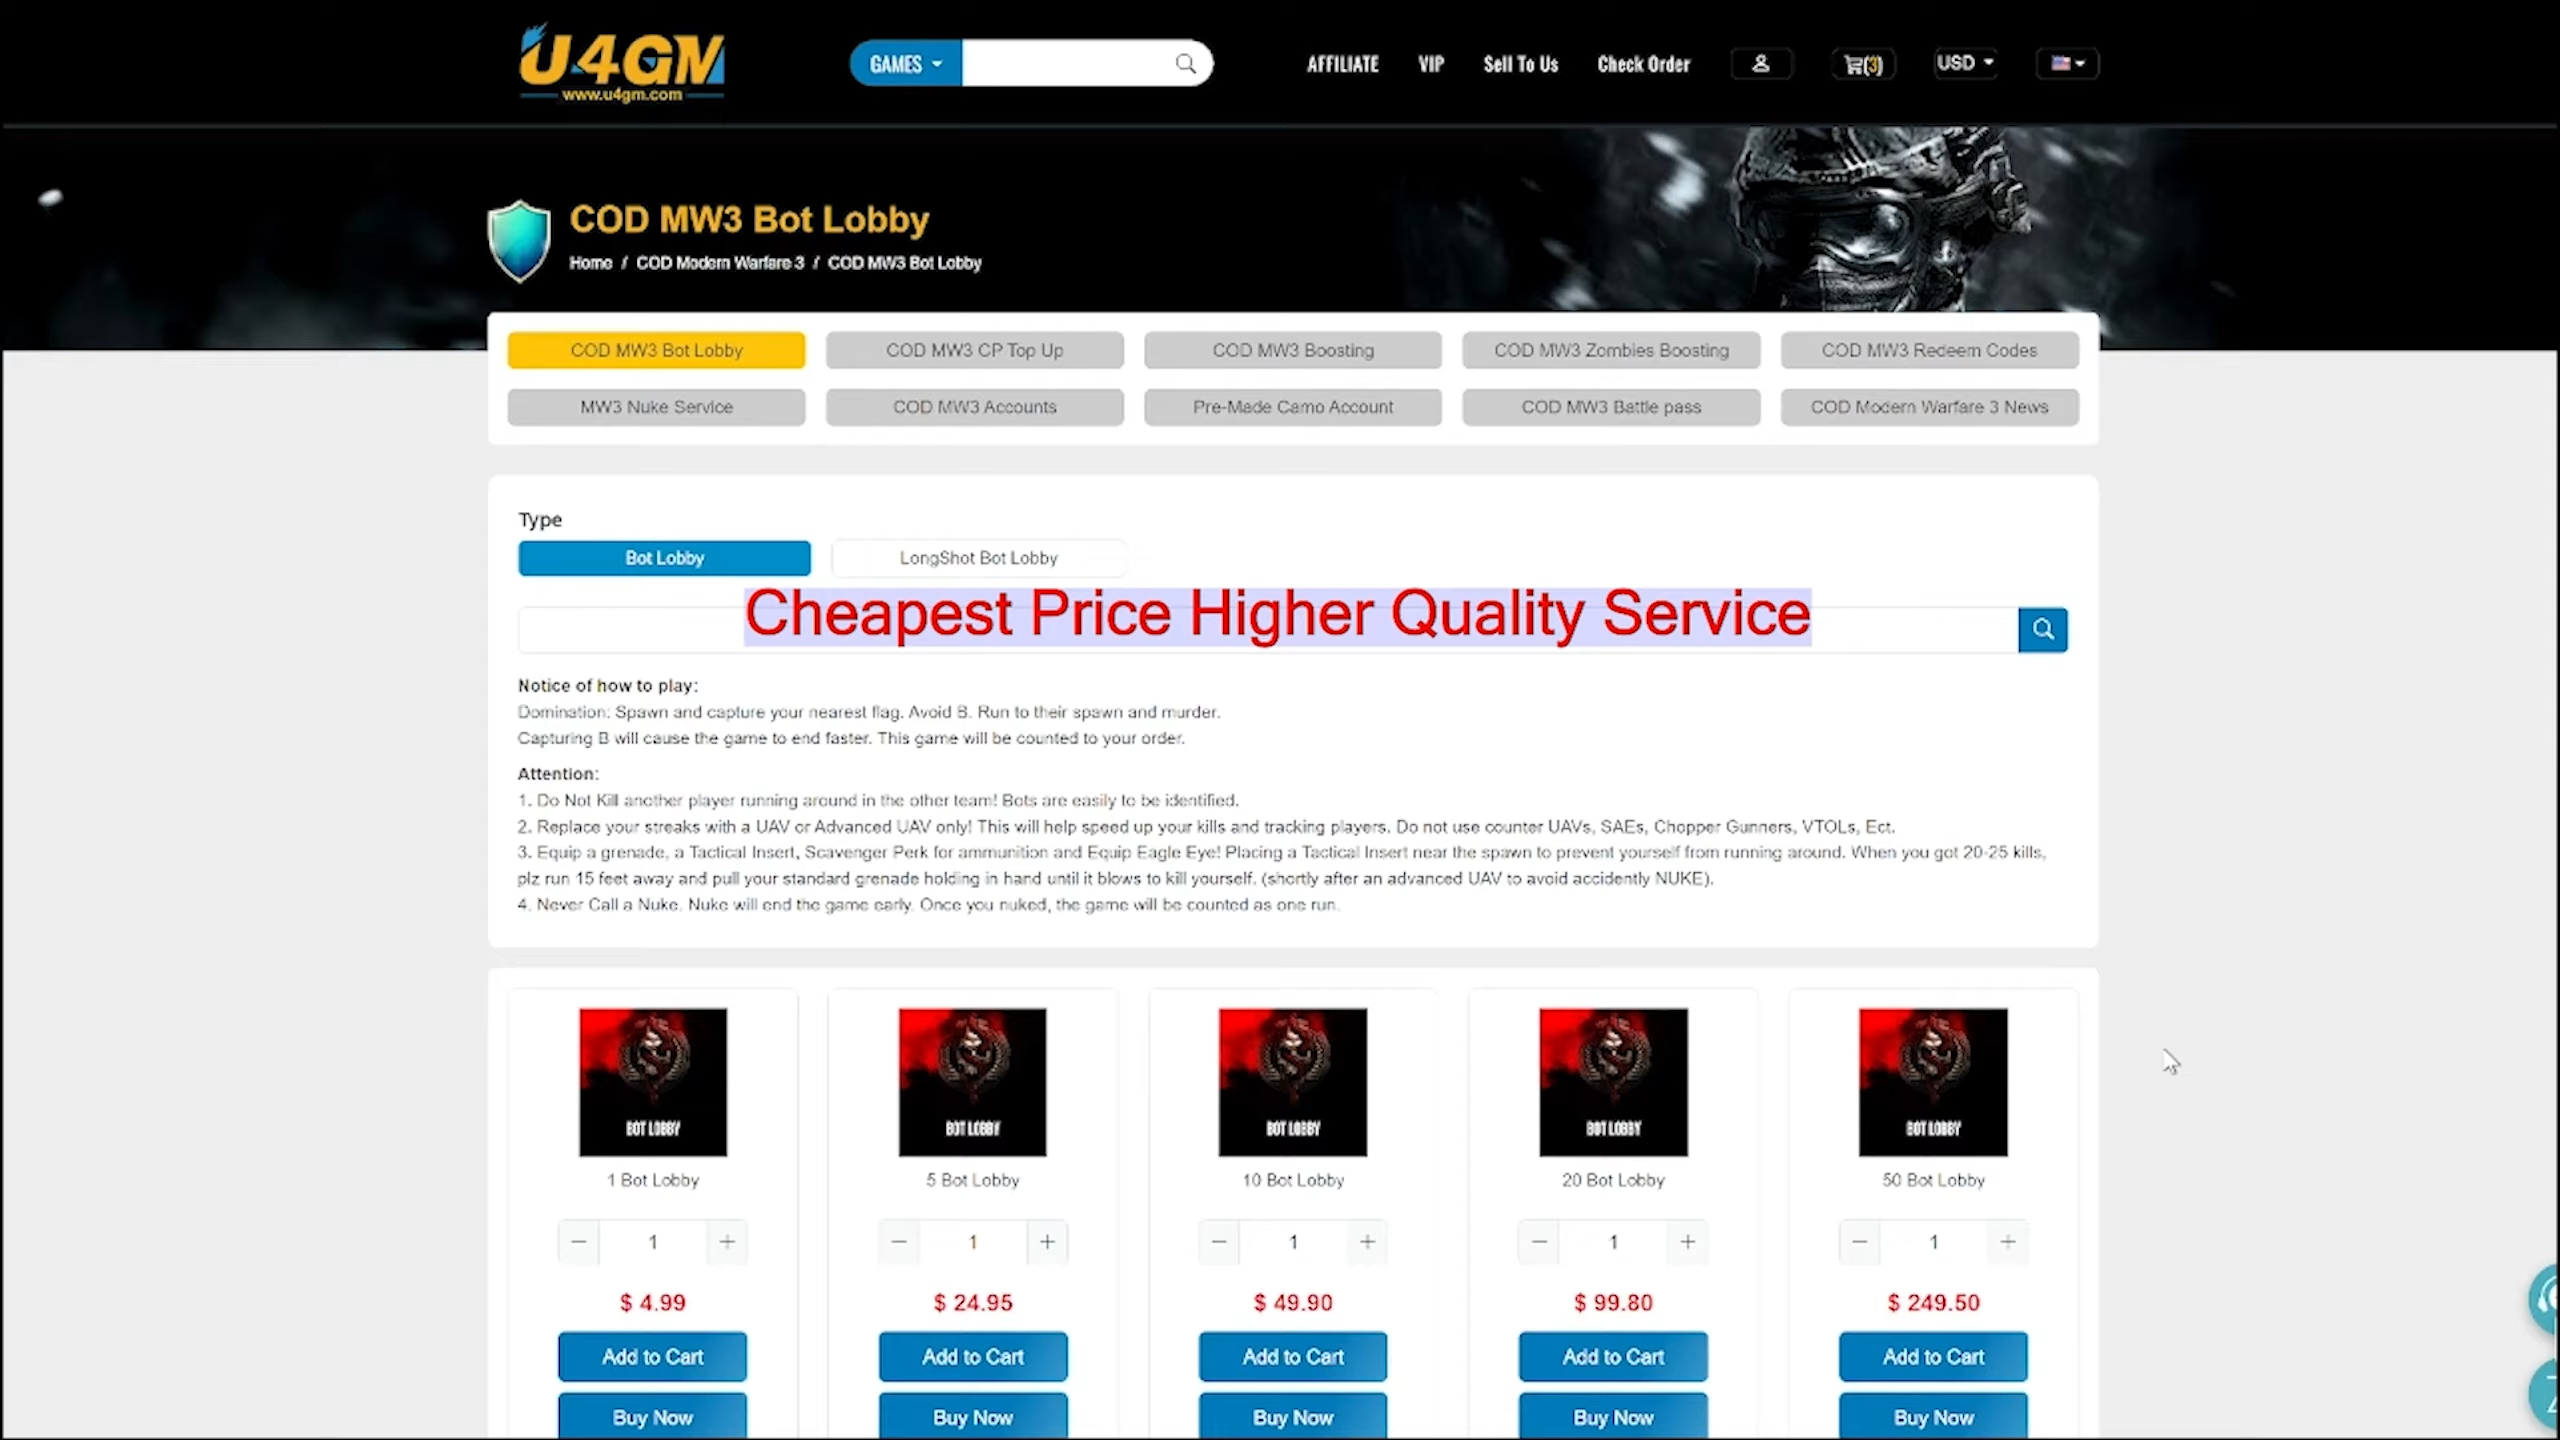 U4GM
www.u4gm.com
GAMES
AFFILIATE
VIP
Sell To Us
Check Order
(3)
USD
COD MW3 Bot Lobby
Home / COD Modern Warfare 3 / COD MW3 Bot Lobby
COD MW3 Bot Lobby
COD MW3 CP Top Up
COD MW3 Boosting
COD MW3 Zombies Boosting
COD MW3 Redeem Codes
MW3 Nuke Service
COD MW3 Accounts
Pre-Made Camo Account
COD MW3 Battle pass
COD Modern Warfare 3 News
Type
Bot Lobby
LongShot Bot Lobby
Cheapest Price Higher Quality Service
Notice of how to play:
Domination: Spawn and capture your nearest flag. Avoid B. Run to their spawn and murder.
Capturing B will cause the game to end faster. This game will be counted to your order.
Attention:
1. Do Not Kill another player running around in the other team! Bots are easily to be identified.
2. Replace your streaks with a UAV or Advanced UAV only! This will help speed up your kills and tracking players. Do not use counter UAVs, SAEs, Chopper Gunners, VTOLs, Ect.
3. Equip a grenade, a Tactical Insert, Scavenger Perk for ammunition and Equip Eagle Eye! Placing a Tactical Insert near the spawn to prevent yourself from running around. When you got 20-25 kills,
plz run 15 feet away and pull your standard grenade holding in hand until it blows to kill yourself. (shortly after an advanced UAV to avoid accidently NUKE).
4. Never Call a Nuke. Nuke will end the game early. Once you nuked, the game will be counted as one run.
BOT LOBBY
BOT LOBBY
BOT LOBBY
BOT LOBBY
BOT LOBBY
1 Bot Lobby
5 Bot Lobby
10 Bot Lobby
20 Bot Lobby
50 Bot Lobby
− 1 +
− 1 +
− 1 +
− 1 +
− 1 +
$ 4.99
$ 24.95
$ 49.90
$ 99.80
$ 249.50
Add to Cart
Add to Cart
Add to Cart
Add to Cart
Add to Cart
Buy Now
Buy Now
Buy Now
Buy Now
Buy Now